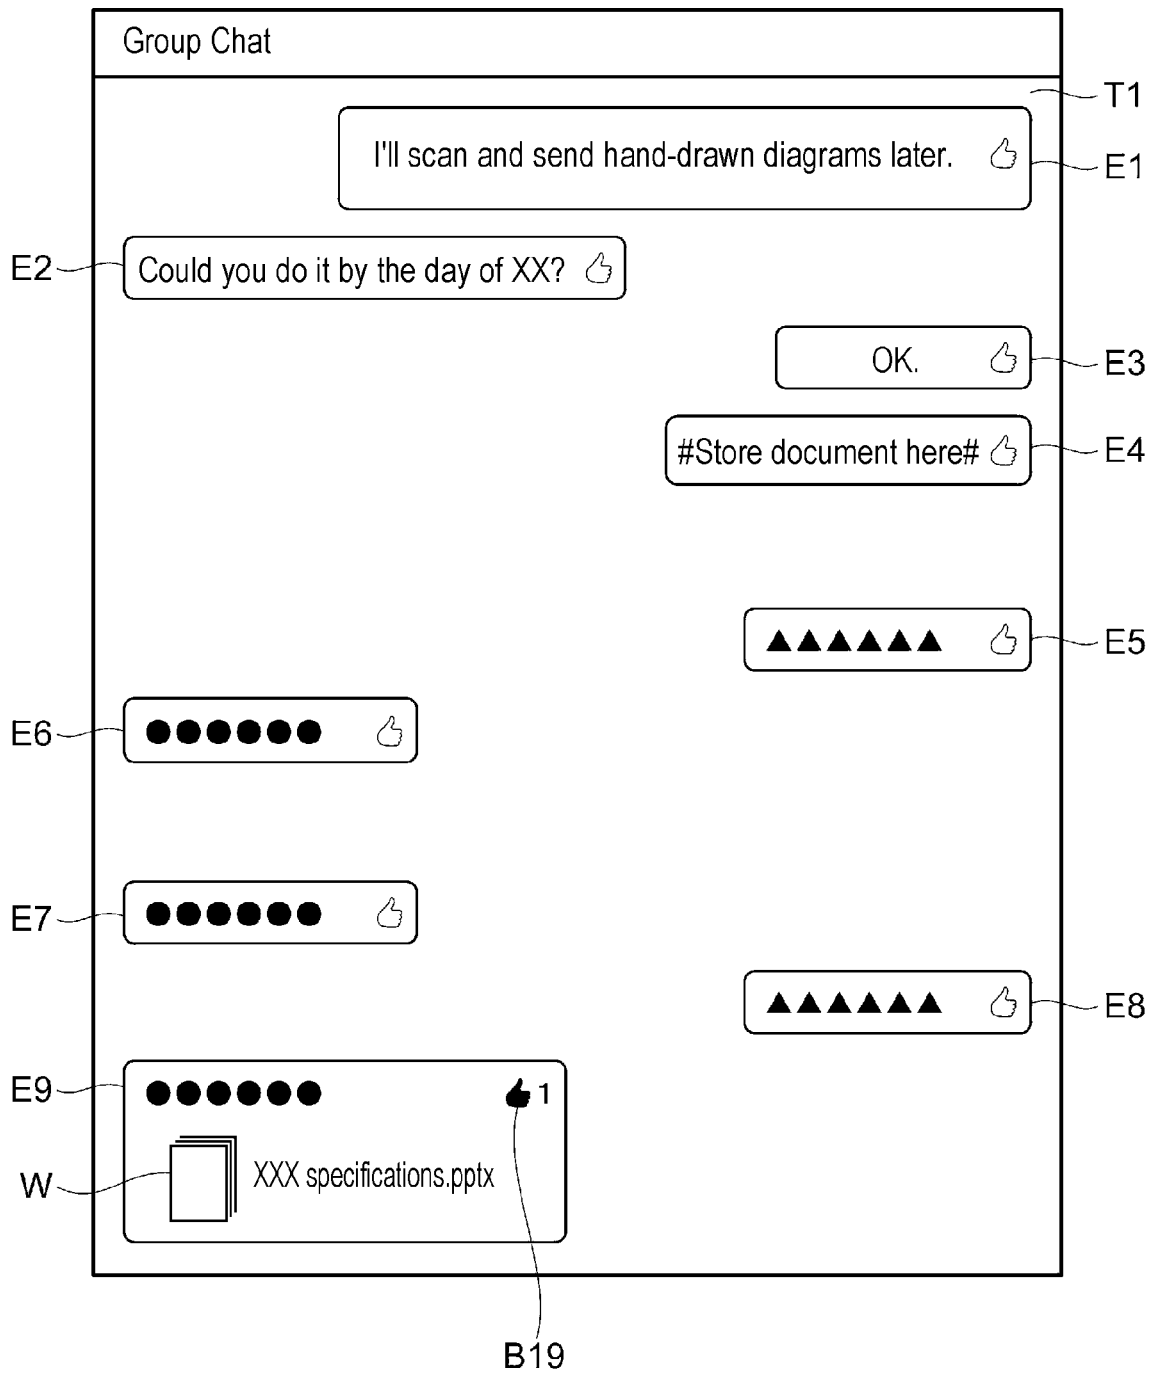 Group Chat
T1
I'll scan and send hand-drawn diagrams later.
E1
E2
Could you do it by the day of XX?
OK.
E3
#Store document here#
E4
▲▲▲▲▲▲
E5
E6
●●●●●●
E7
●●●●●●
▲▲▲▲▲▲
E8
E9
●●●●●●
1
W
XXX specifications.pptx
B19